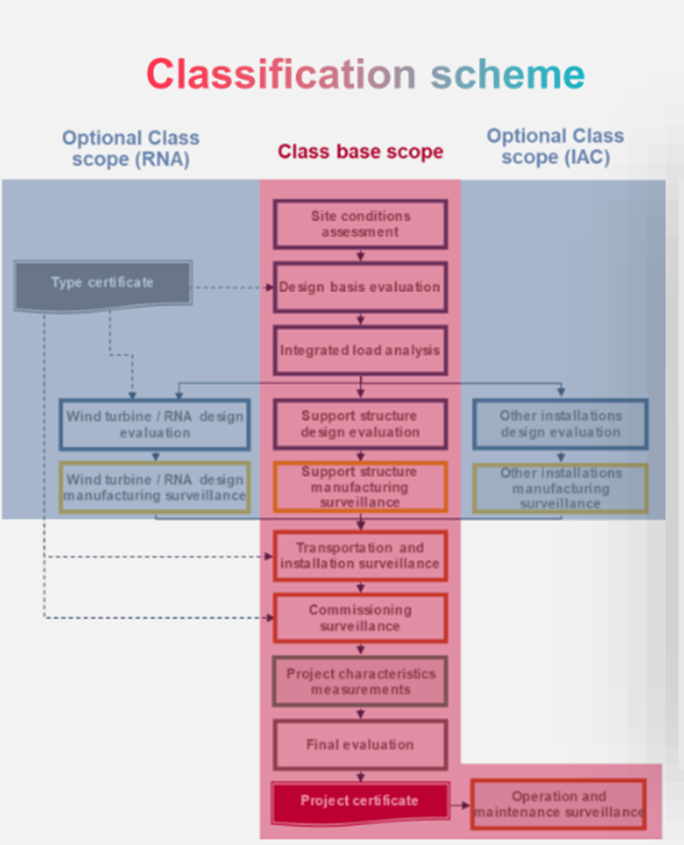 Classification scheme
Optional Class
scope (RNA)
Class base scope
Optional Class
scope (IAC)
Site conditions
assessment
Type certificate
Design basis evaluation
Integrated load analysis
Wind turbine / RNA design
evaluation
Support structure
design evaluation
Other installations
design evaluation
Wind turbine / RNA design
manufacturing surveillance
Support structure
manufacturing
surveillance
Other installations
manufacturing
surveillance
Transportation and
installation surveillance
Commissioning
surveillance
Project characteristics
measurements
Final evaluation
Project certificate
Operation and
maintenance surveillance